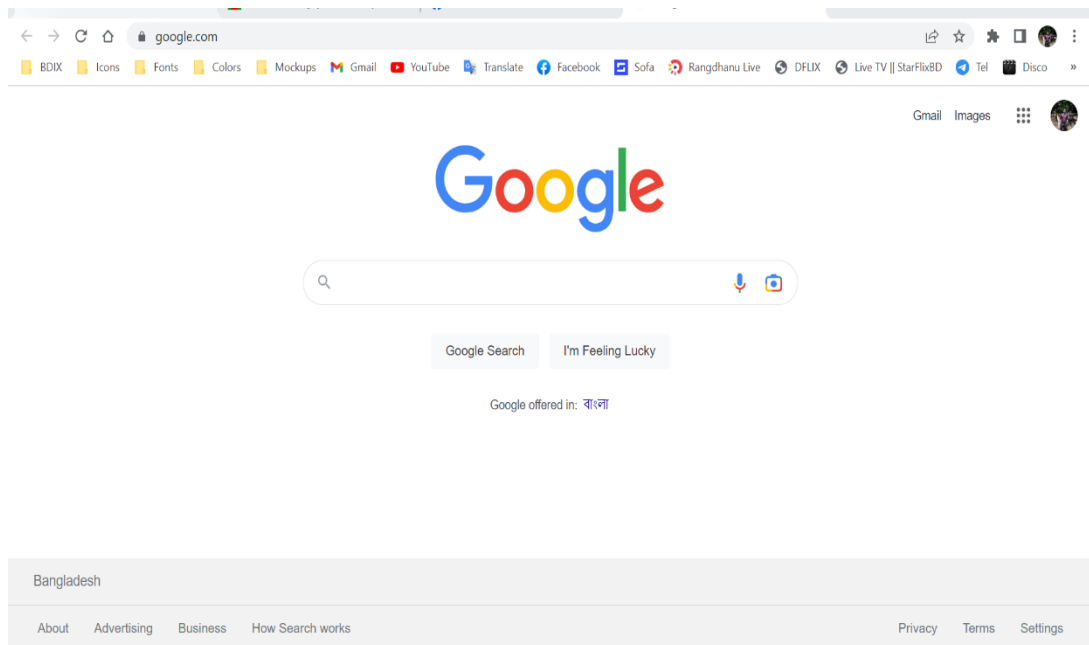 google.com
BDIX Icons Fonts Colors Mockups Gmail YouTube Translate Facebook Sofa Rangdhanu Live DFLIX Live TV || StarFlixBD Tel Disco »
Gmail Images
Google
Google Search I'm Feeling Lucky
Google offered in: বাংলা
Bangladesh
About Advertising Business How Search works Privacy Terms Settings